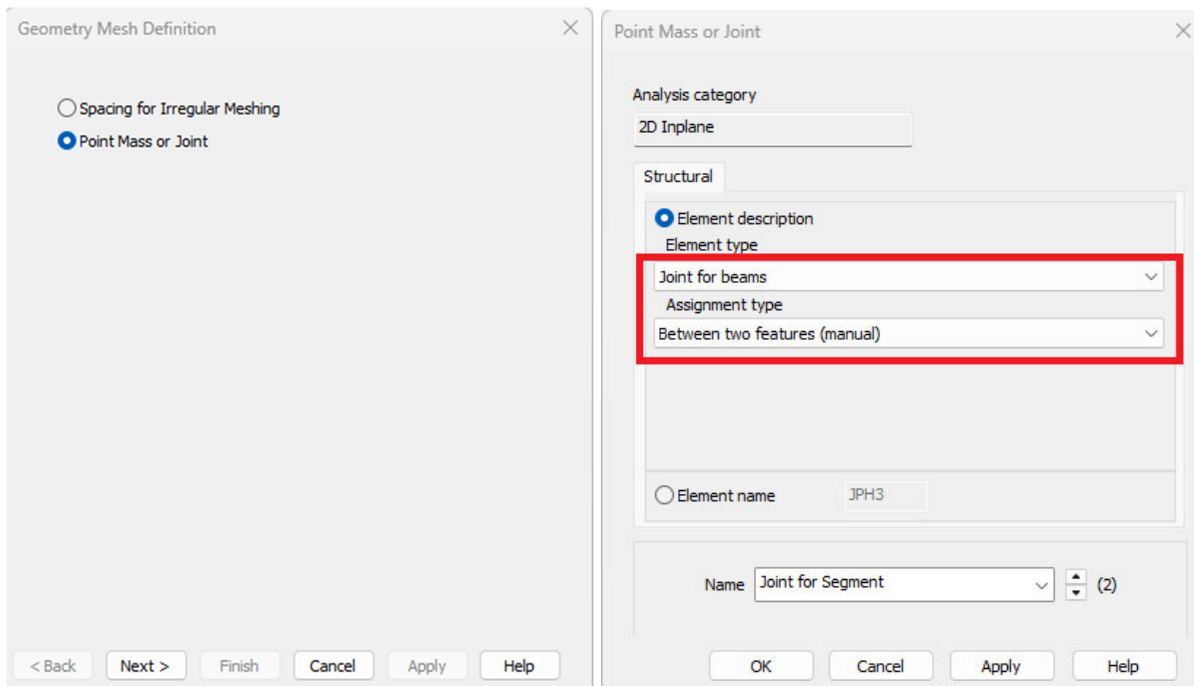 Geometry Mesh Definition
Spacing for Irregular Meshing
Point Mass or Joint
< Back
Next >
Finish
Cancel
Apply
Help
Point Mass or Joint
Analysis category
2D Inplane
Structural
Element description
Element type
Joint for beams
Assignment type
Between two features (manual)
Element name
JPH3
Name
Joint for Segment
(2)
OK
Cancel
Apply
Help